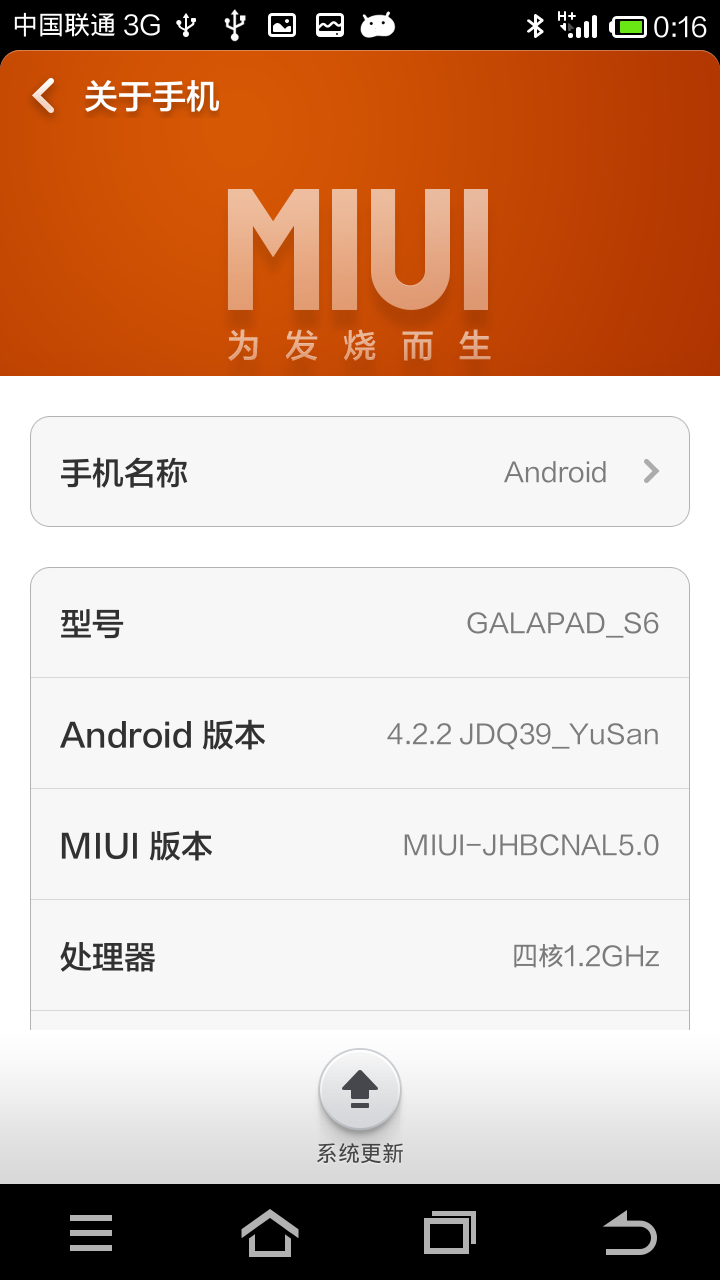 中国联通 3G
H+
0:16
关于手机
MIUI
为发烧而生
手机名称
Android
型号
GALAPAD_S6
Android 版本
4.2.2 JDQ39_YuSan
MIUI 版本
MIUI-JHBCNAL5.0
处理器
四核1.2GHz
系统更新